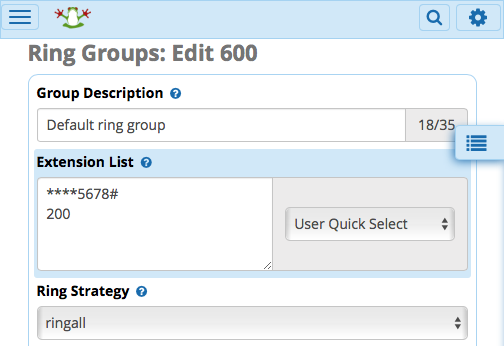 Ring Groups: Edit 600
Group Description
Default ring group
18/35
Extension List
****5678#
200
User Quick Select
Ring Strategy
ringall